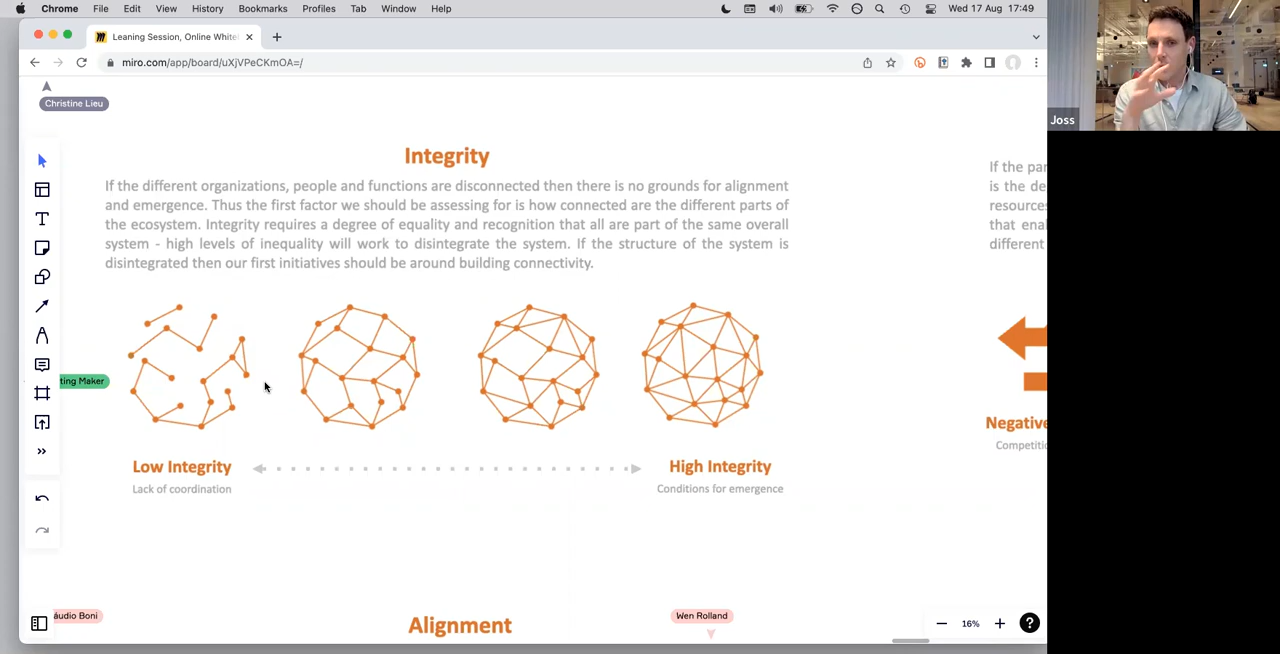 Chrome File Edit View History Bookmarks Profiles Tab Window Help Wed 17 Aug 17:49
Leaning Session, Online White
miro.com/app/board/uXjVPeCKmOA=/
Joss
Christine Lieu
Integrity
If the different organizations, people and functions are disconnected then there is no grounds for alignment
and emergence. Thus the first factor we should be assessing for is how connected are the different parts of
the ecosystem. Integrity requires a degree of equality and recognition that all are part of the same overall
system - high levels of inequality will work to disintegrate the system. If the structure of the system is
disintegrated then our first initiatives should be around building connectivity.
If the par
is the de
resources
that ena
different
ting Maker
Negative
Competitio
Low Integrity
Lack of coordination
High Integrity
Conditions for emergence
áudio Boni
Wen Rolland
Alignment
16%